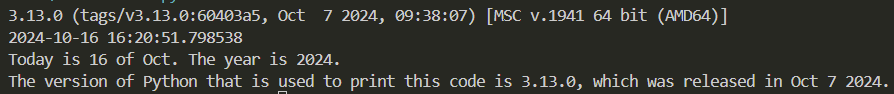 3.13.0 (tags/v3.13.0:60403a5, Oct  7 2024, 09:38:07) [MSC v.1941 64 bit (AMD64)]
2024-10-16 16:20:51.798538
Today is 16 of Oct. The year is 2024.
The version of Python that is used to print this code is 3.13.0, which was released in Oct 7 2024.